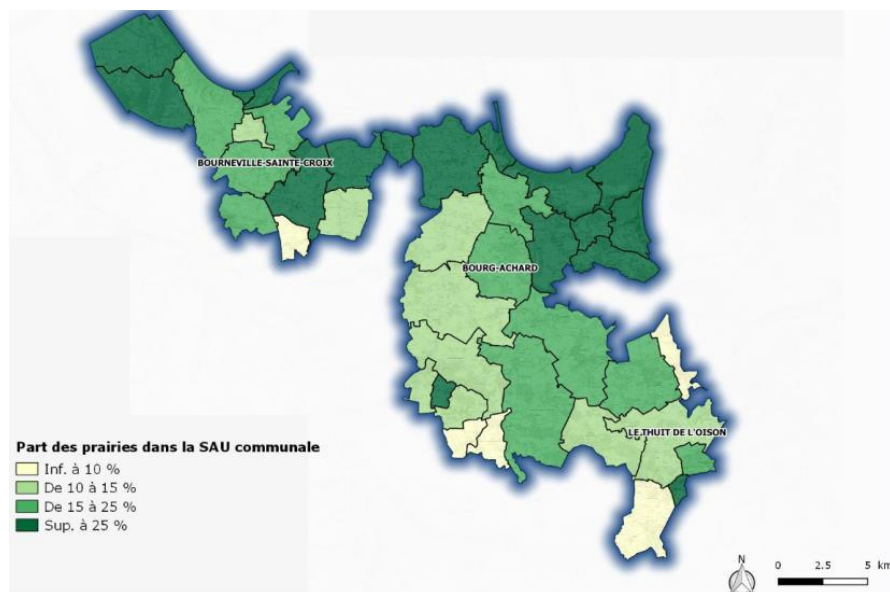 BOURNEVILLE-SAINTE-CROIX
BOURG-ACHARD
LE THUIT DE L'OISON
Part des prairies dans la SAU communale
Inf. à 10 %
De 10 à 15 %
De 15 à 25 %
Sup. à 25 %
N
0 2.5 5 km